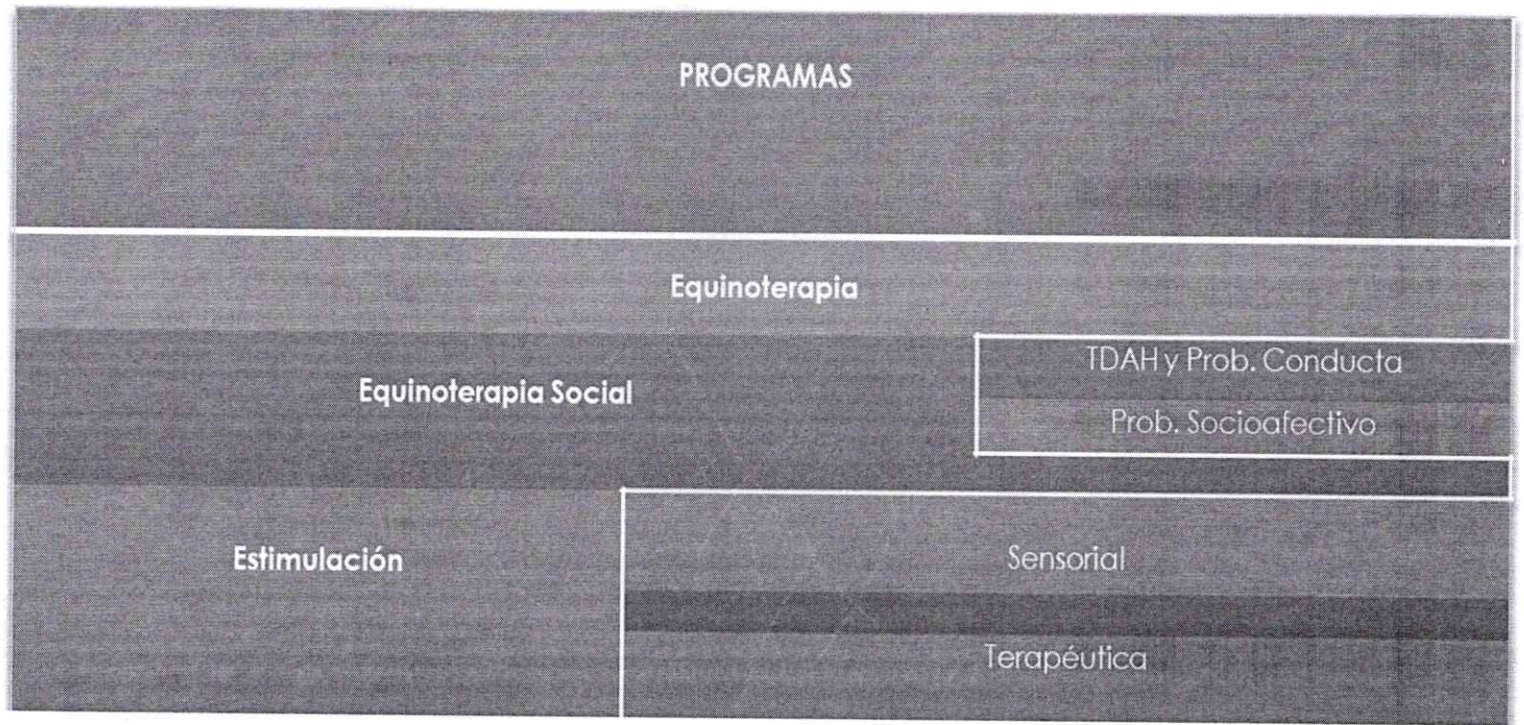 PROGRAMAS
Equinoterapia
TDAH y Prob. Conducta
Equinoterapia Social
Prob. Socioafectivo
Estimulación
Sensorial
Terapéutica